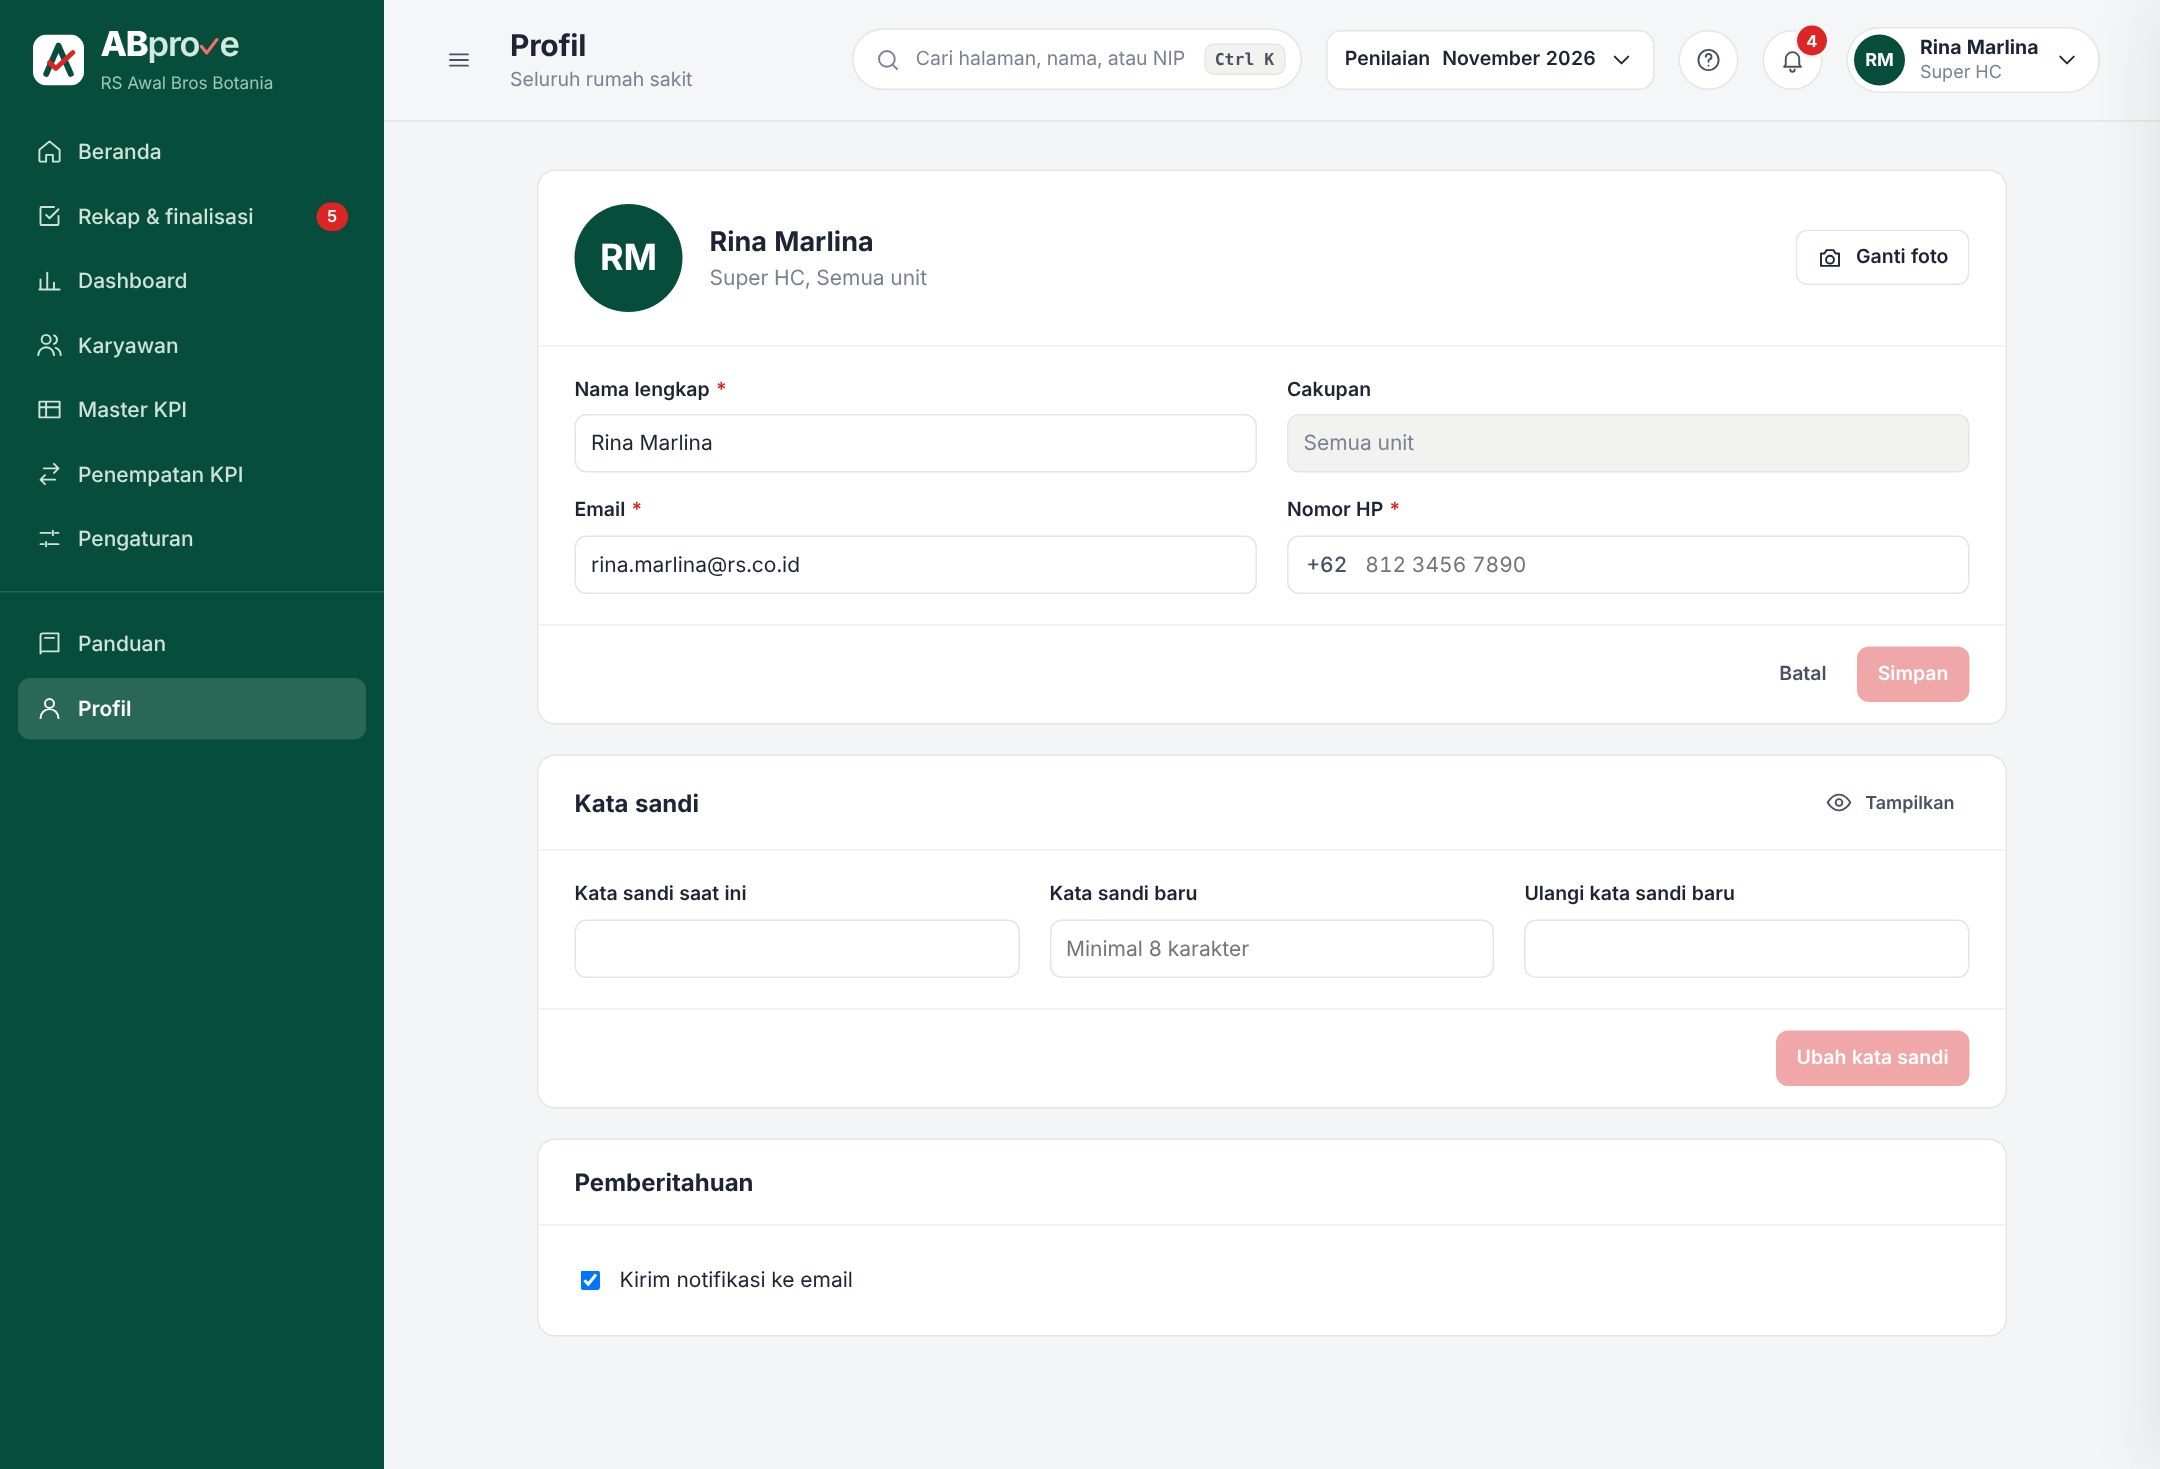 ABprove
RS Awal Bros Botania
Beranda
Rekap & finalisasi 5
Dashboard
Karyawan
Master KPI
Penempatan KPI
Pengaturan
Panduan
Profil
Profil
Seluruh rumah sakit
Cari halaman, nama, atau NIP Ctrl K
Penilaian November 2026
4
RM
Rina Marlina
Super HC
RM
Rina Marlina
Super HC, Semua unit
Ganti foto
Nama lengkap *
Rina Marlina
Cakupan
Semua unit
Email *
rina.marlina@rs.co.id
Nomor HP *
+62 812 3456 7890
Batal
Simpan
Kata sandi
Tampilkan
Kata sandi saat ini
Kata sandi baru
Minimal 8 karakter
Ulangi kata sandi baru
Ubah kata sandi
Pemberitahuan
Kirim notifikasi ke email